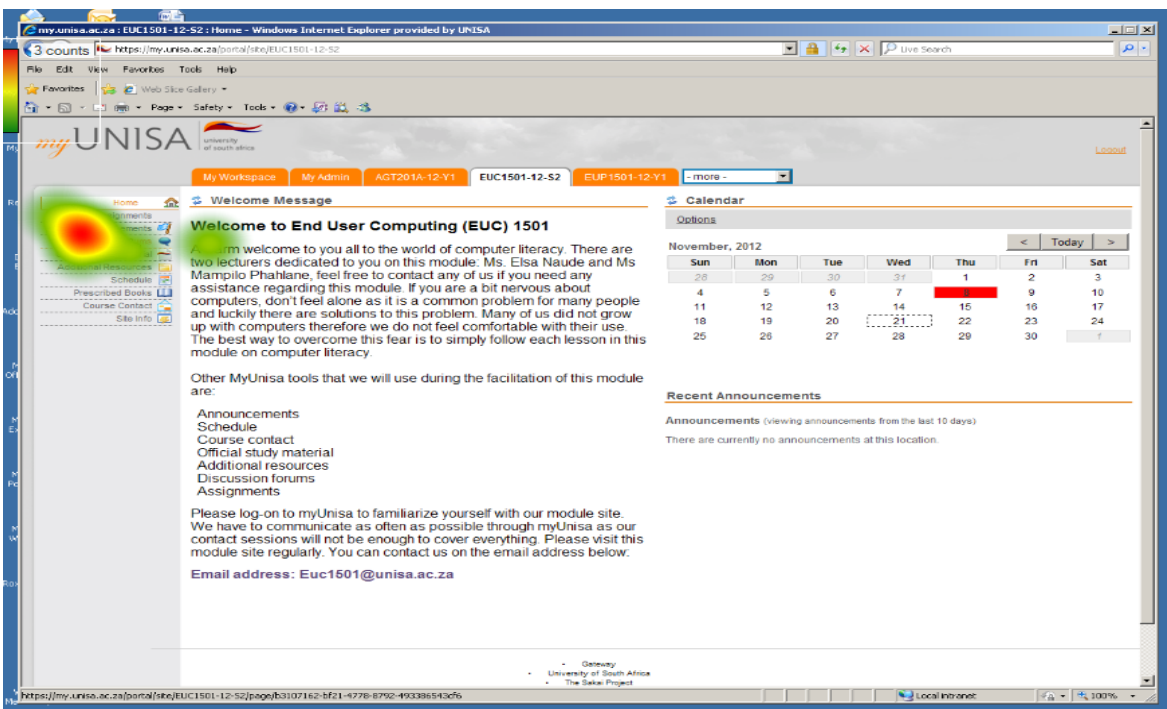 my.unisa.ac.za : EUC1501-12-S2 : Home - Windows Internet Explorer provided by UNISA
3 counts
https://my.unisa.ac.za/portal/site/EUC1501-12-S2
Live Search
File Edit View Favorites Tools Help
Favorites Web Slice Gallery
Page Safety Tools
my UNISA university of south africa
Logout
My Workspace My Admin AGT201A-12-Y1 EUC1501-12-S2 EUP1501-12-Y1 - more -
Home
Schedule
Prescribed Books
Course Contact
Site Info
Welcome Message
Welcome to End User Computing (EUC) 1501
welcome to you all to the world of computer literacy. There are
two lecturers dedicated to you on this module: Ms. Elsa Naude and Ms
Mampilo Phahlane, feel free to contact any of us if you need any
assistance regarding this module. If you are a bit nervous about
computers, don't feel alone as it is a common problem for many people
and luckily there are solutions to this problem. Many of us did not grow
up with computers therefore we do not feel comfortable with their use.
The best way to overcome this fear is to simply follow each lesson in this
module on computer literacy.
Other MyUnisa tools that we will use during the facilitation of this module
are:
Announcements
Schedule
Course contact
Official study material
Additional resources
Discussion forums
Assignments
Please log-on to myUnisa to familiarize yourself with our module site.
We have to communicate as often as possible through myUnisa as our
contact sessions will not be enough to cover everything. Please visit this
module site regularly. You can contact us on the email address below:
Email address: Euc1501@unisa.ac.za
Calendar
Options
November, 2012
< Today >
Sun Mon Tue Wed Thu Fri Sat
28 29 30 31 1 2 3
4 5 6 7 8 9 10
11 12 13 14 15 16 17
18 19 20 21 22 23 24
25 26 27 28 29 30 1
Recent Announcements
Announcements (viewing announcements from the last 10 days)
There are currently no announcements at this location.
Gateway
University of South Africa
The Sakai Project
https://my.unisa.ac.za/portal/site/EUC1501-12-S2/page/b3107162-bf21-4778-8792-493386543cf6
Local intranet
100%